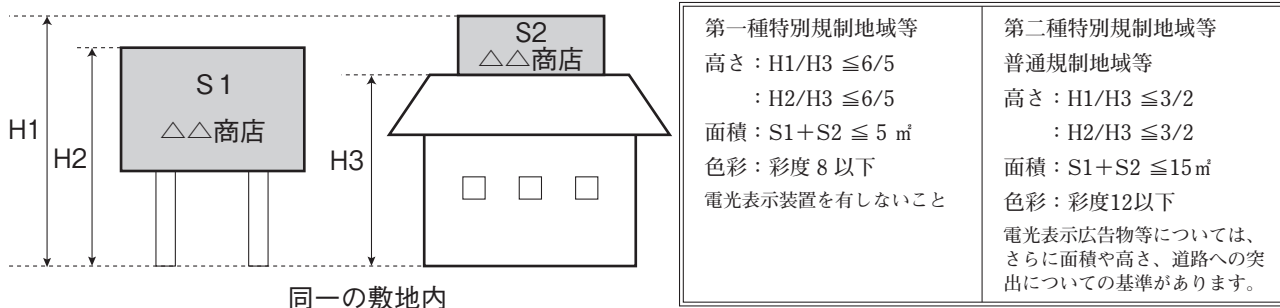 S1
△△商店
S2
△△商店
H1
H2
H3
同一の敷地内
第一種特別規制地域等
高さ：H1/H3 ≦6/5
：H2/H3 ≦6/5
面積：S1＋S2 ≦ 5 ㎡
色彩：彩度 8 以下
電光表示装置を有しないこと
第二種特別規制地域等
普通規制地域等
高さ：H1/H3 ≦3/2
：H2/H3 ≦3/2
面積：S1＋S2 ≦15㎡
色彩：彩度12以下
電光表示広告物等については、
さらに面積や高さ、道路への突
出についての基準があります。